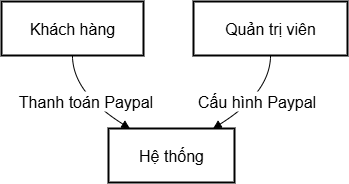 Khách hàng
Quản trị viên
Thanh toán Paypal
Cấu hình Paypal
Hệ thống